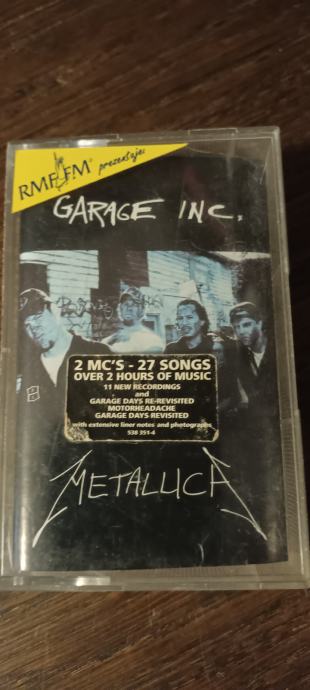 RMF FM prezentuje
GARAGE INC.
2 MC'S - 27 SONGS
OVER 2 HOURS OF MUSIC
11 NEW RECORDINGS
and
GARAGE DAYS RE-REVISITED
MOTORHEADACHE
GARAGE DAYS REVISITED
with extensive liner notes and photographs
538 351-4
METALLICA